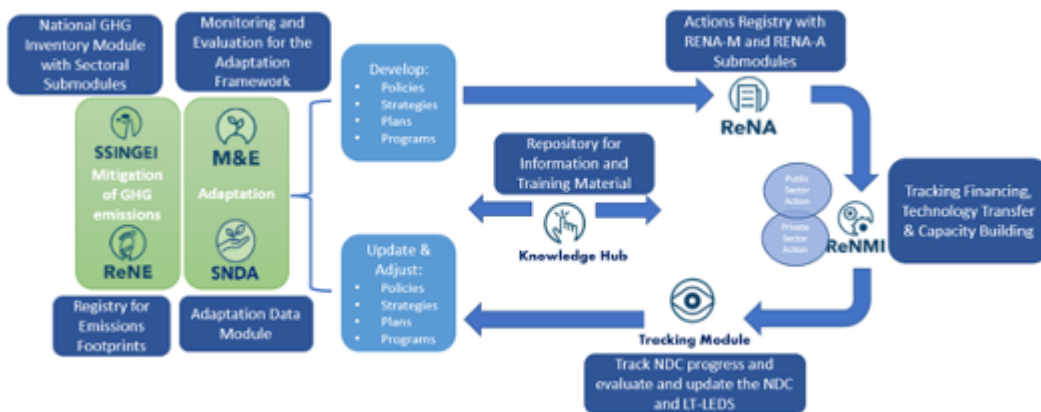 National GHG
Inventory Module
with Sectoral
Submodules
Monitoring and
Evaluation for the
Adaptation
Framework
SSINGEI
Mitigation
of GHG
emissions
ReNE
M&E
Adaptation
SNDA
Registry for
Emissions
Footprints
Adaptation Data
Module
Develop:
• Policies
• Strategies
• Plans
• Programs
Update &
Adjust:
• Policies
• Strategies
• Plans
• Programs
Repository for
Information and
Training Material
Knowledge Hub
Actions Registry with
RENA-M and RENA-A
Submodules
ReNA
Public
Sector
Action
Private
Sector
Action
ReNMI
Tracking Financing,
Technology Transfer
& Capacity Building
Tracking Module
Track NDC progress and
evaluate and update the NDC
and LT-LEDS